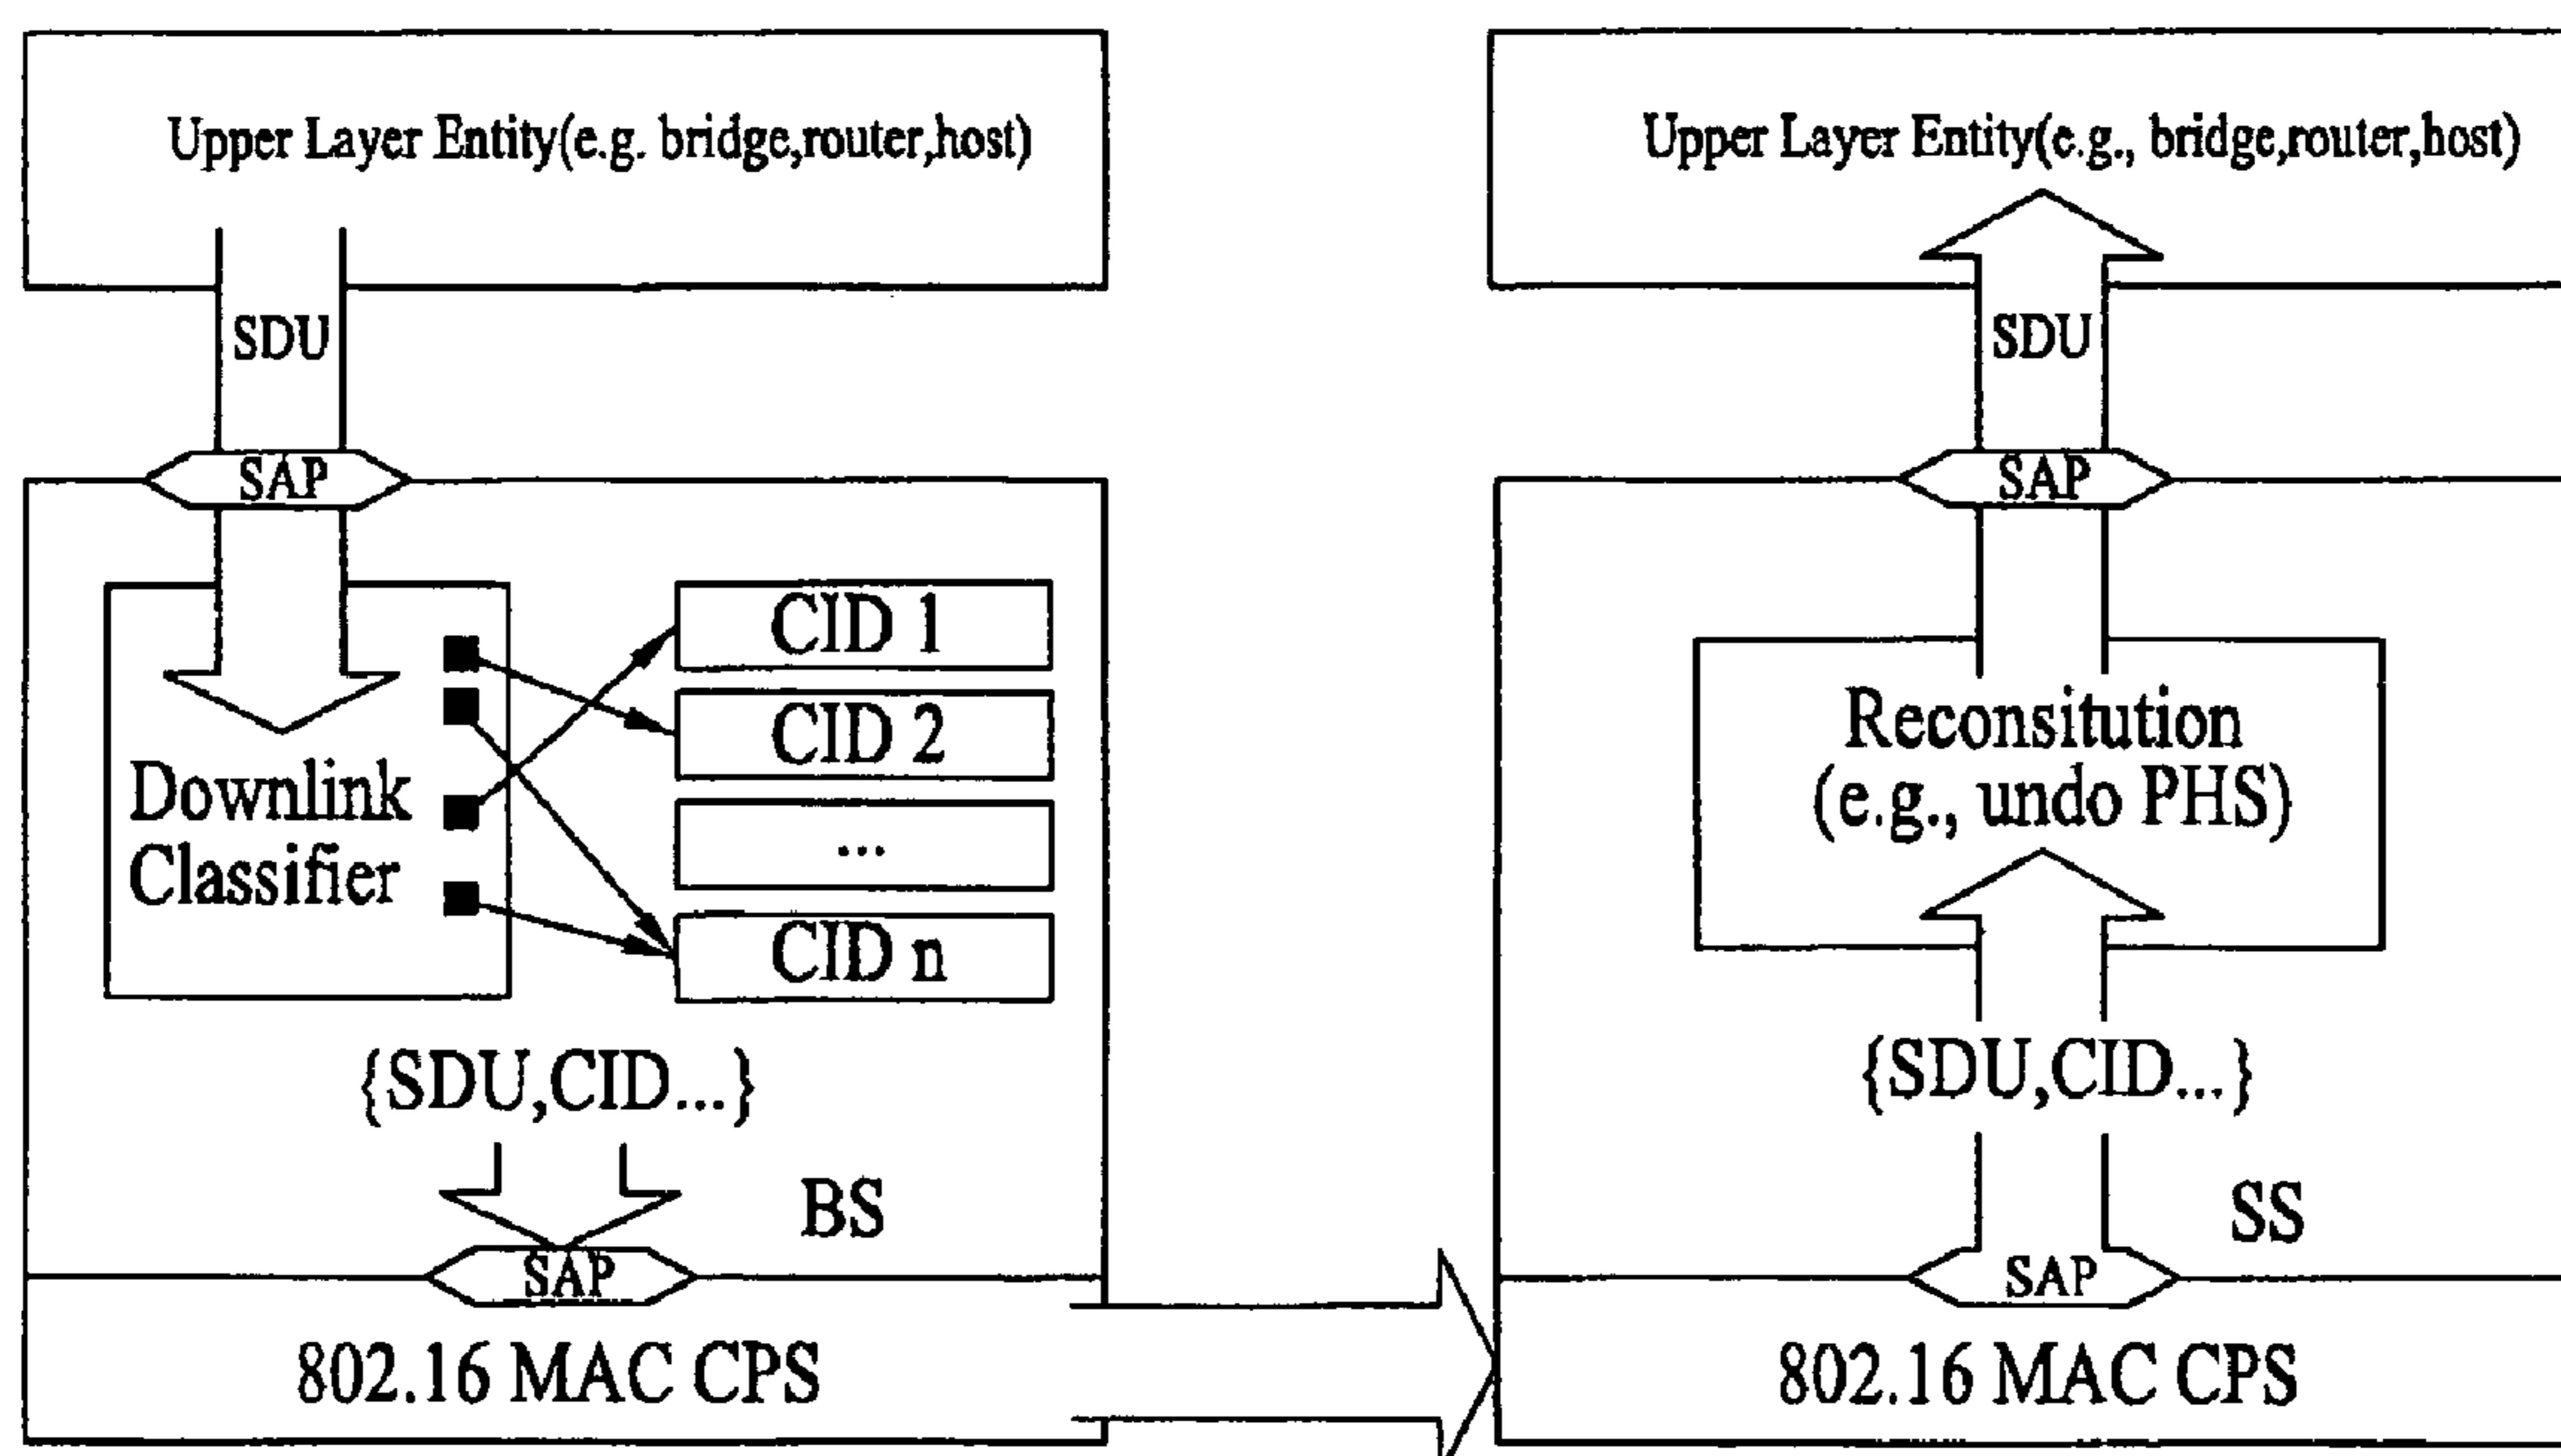 Upper Layer Entity(e.g. bridge,router,host)
SDU
SAP
Downlink
Classifier
CID 1
CID 2
...
CID n
{SDU,CID...}
BS
SAP
802.16 MAC CPS
Upper Layer Entity(e.g., bridge,router,host)
SDU
SAP
Reconsitution
(e.g., undo PHS)
{SDU,CID...}
SS
SAP
802.16 MAC CPS